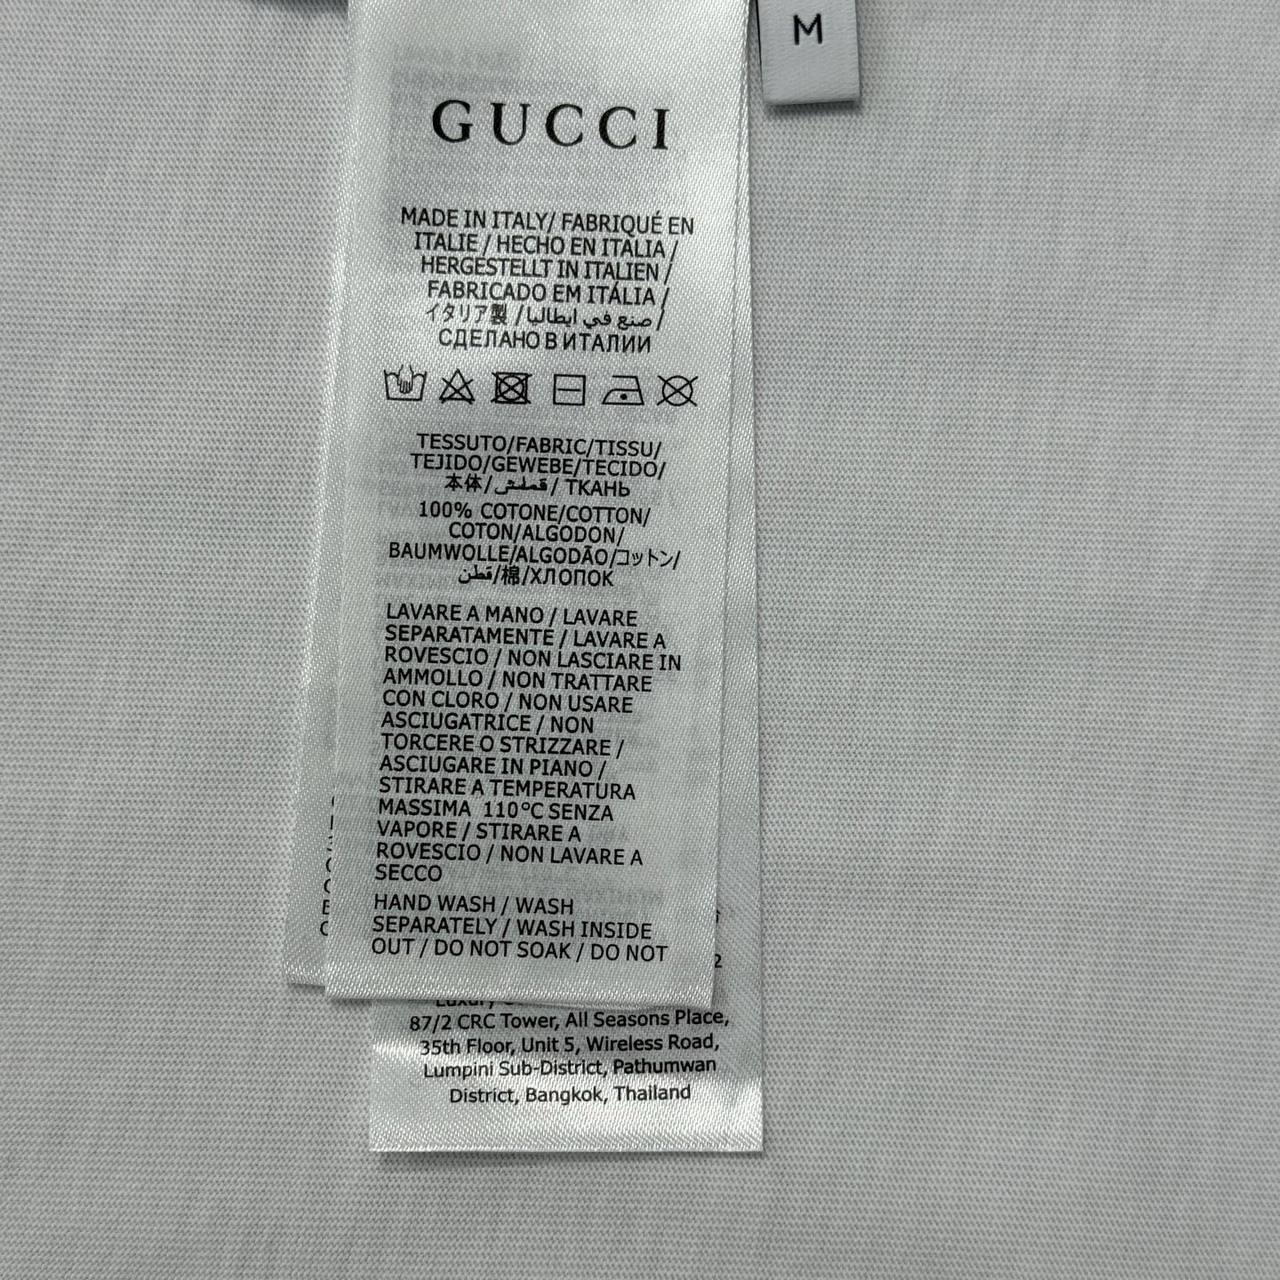 M
GUCCI
MADE IN ITALY/ FABRIQUÉ EN
ITALIE / HECHO EN ITALIA /
HERGESTELLT IN ITALIEN /
FABRICADO EM ITÁLIA /
イタリア製 / صنع في ايطاليا /
СДЕЛАНО В ИТАЛИИ
TESSUTO/FABRIC/TISSU/
TEJIDO/GEWEBE/TECIDO/
本体/قملش/ ТКАНЬ
100% COTONE/COTTON/
COTON/ALGODON/
BAUMWOLLE/ALGODÃO/コットン/
قطن/棉/ХЛОПОК
LAVARE A MANO / LAVARE
SEPARATAMENTE / LAVARE A
ROVESCIO / NON LASCIARE IN
AMMOLLO / NON TRATTARE
CON CLORO / NON USARE
ASCIUGATRICE / NON
TORCERE O STRIZZARE /
ASCIUGARE IN PIANO /
STIRARE A TEMPERATURA
MASSIMA 110°C SENZA
VAPORE / STIRARE A
ROVESCIO / NON LAVARE A
SECCO
HAND WASH / WASH
SEPARATELY / WASH INSIDE
OUT / DO NOT SOAK / DO NOT
87/2 CRC Tower, All Seasons Place,
35th Floor, Unit 5, Wireless Road,
Lumpini Sub-District, Pathumwan
District, Bangkok, Thailand